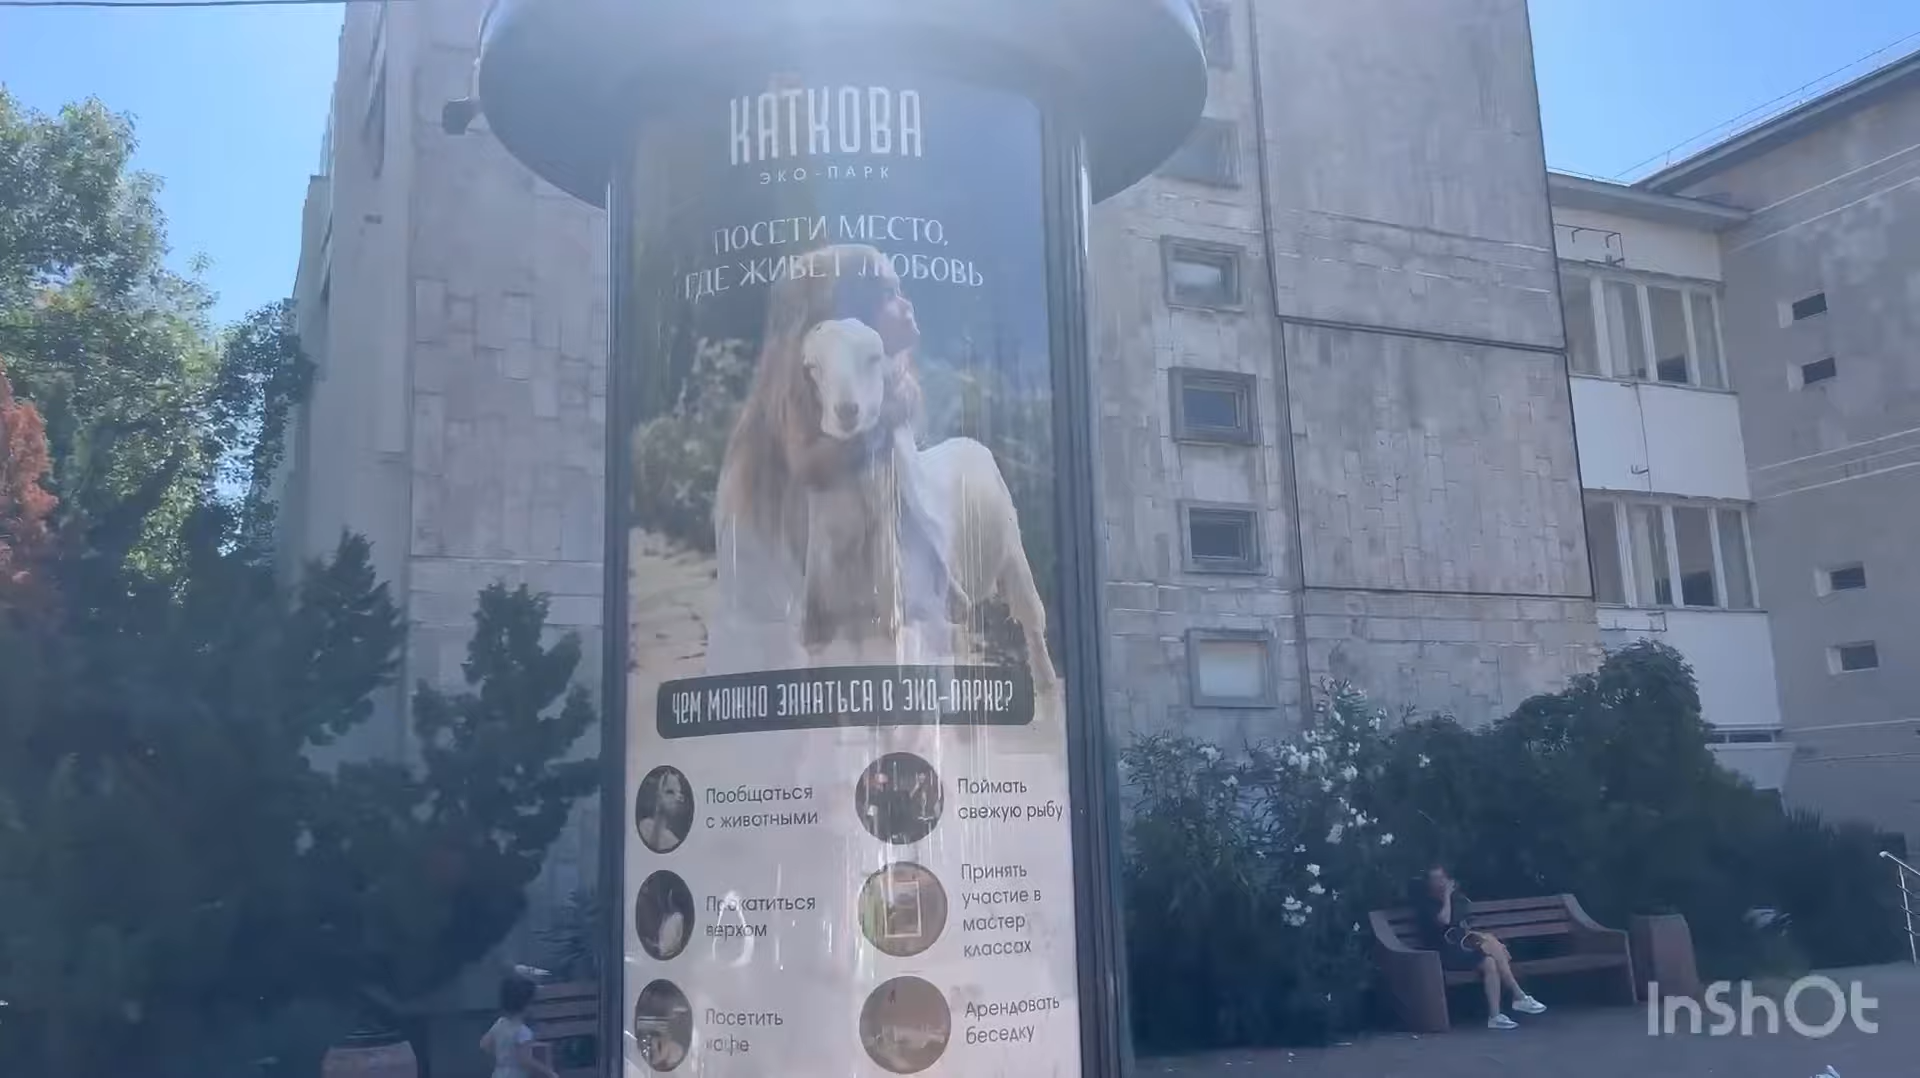 КАТКОВА
ЭКО-ПАРК
ПОСЕТИ МЕСТО,
ГДЕ ЖИВЕТ ЛЮБОВЬ
ЧЕМ МОЖНО ЗАНЯТЬСЯ В ЭКО-ПАРКЕ?
Пообщаться
с животными
Поймать
свежую рыбу
Прокатиться
верхом
Принять
участие в
мастер
классах
Посетить
кафе
Арендовать
беседку
InShOt